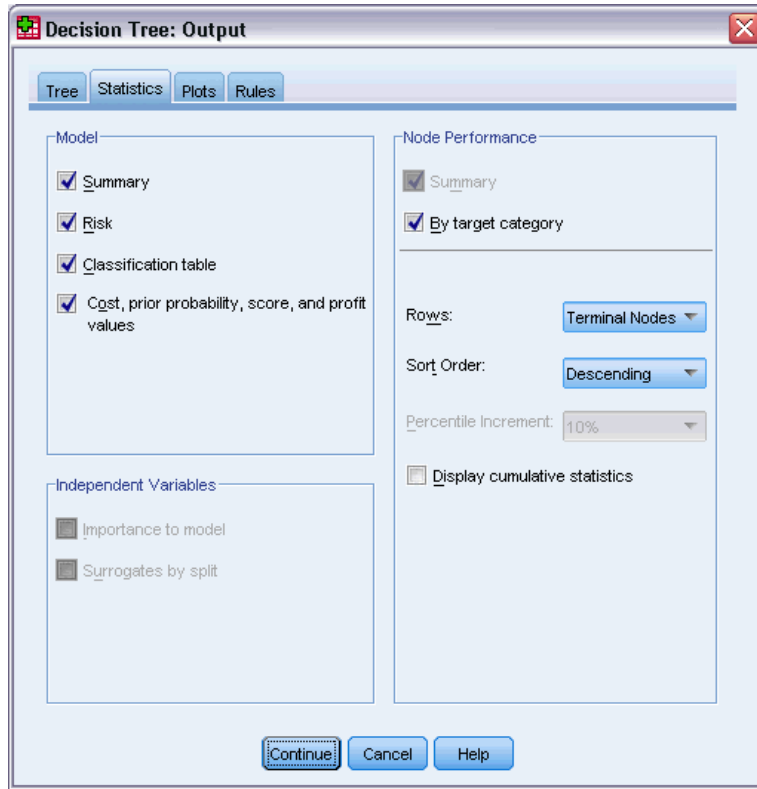 Decision Tree: Output
Tree
Statistics
Plots
Rules
Model
Summary
Risk
Classification table
Cost, prior probability, score, and profit
values
Independent Variables
Importance to model
Surrogates by split
Node Performance
Summary
By target category
Rows:
Terminal Nodes
Sort Order:
Descending
Percentile Increment:
10%
Display cumulative statistics
Continue
Cancel
Help